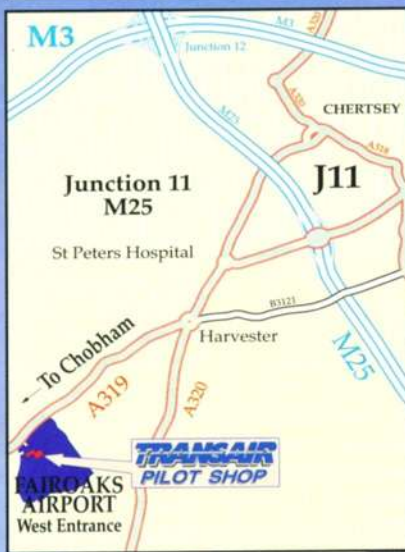 M3
M3
A320
Junction 12
A320
CHERTSEY
M25
A318
Junction 11
M25
J11
St Peters Hospital
B3121
Harvester
To Chobham
A319
A320
M25
TRANSAIR
PILOT SHOP
FAIROAKS
AIRPORT
West Entrance